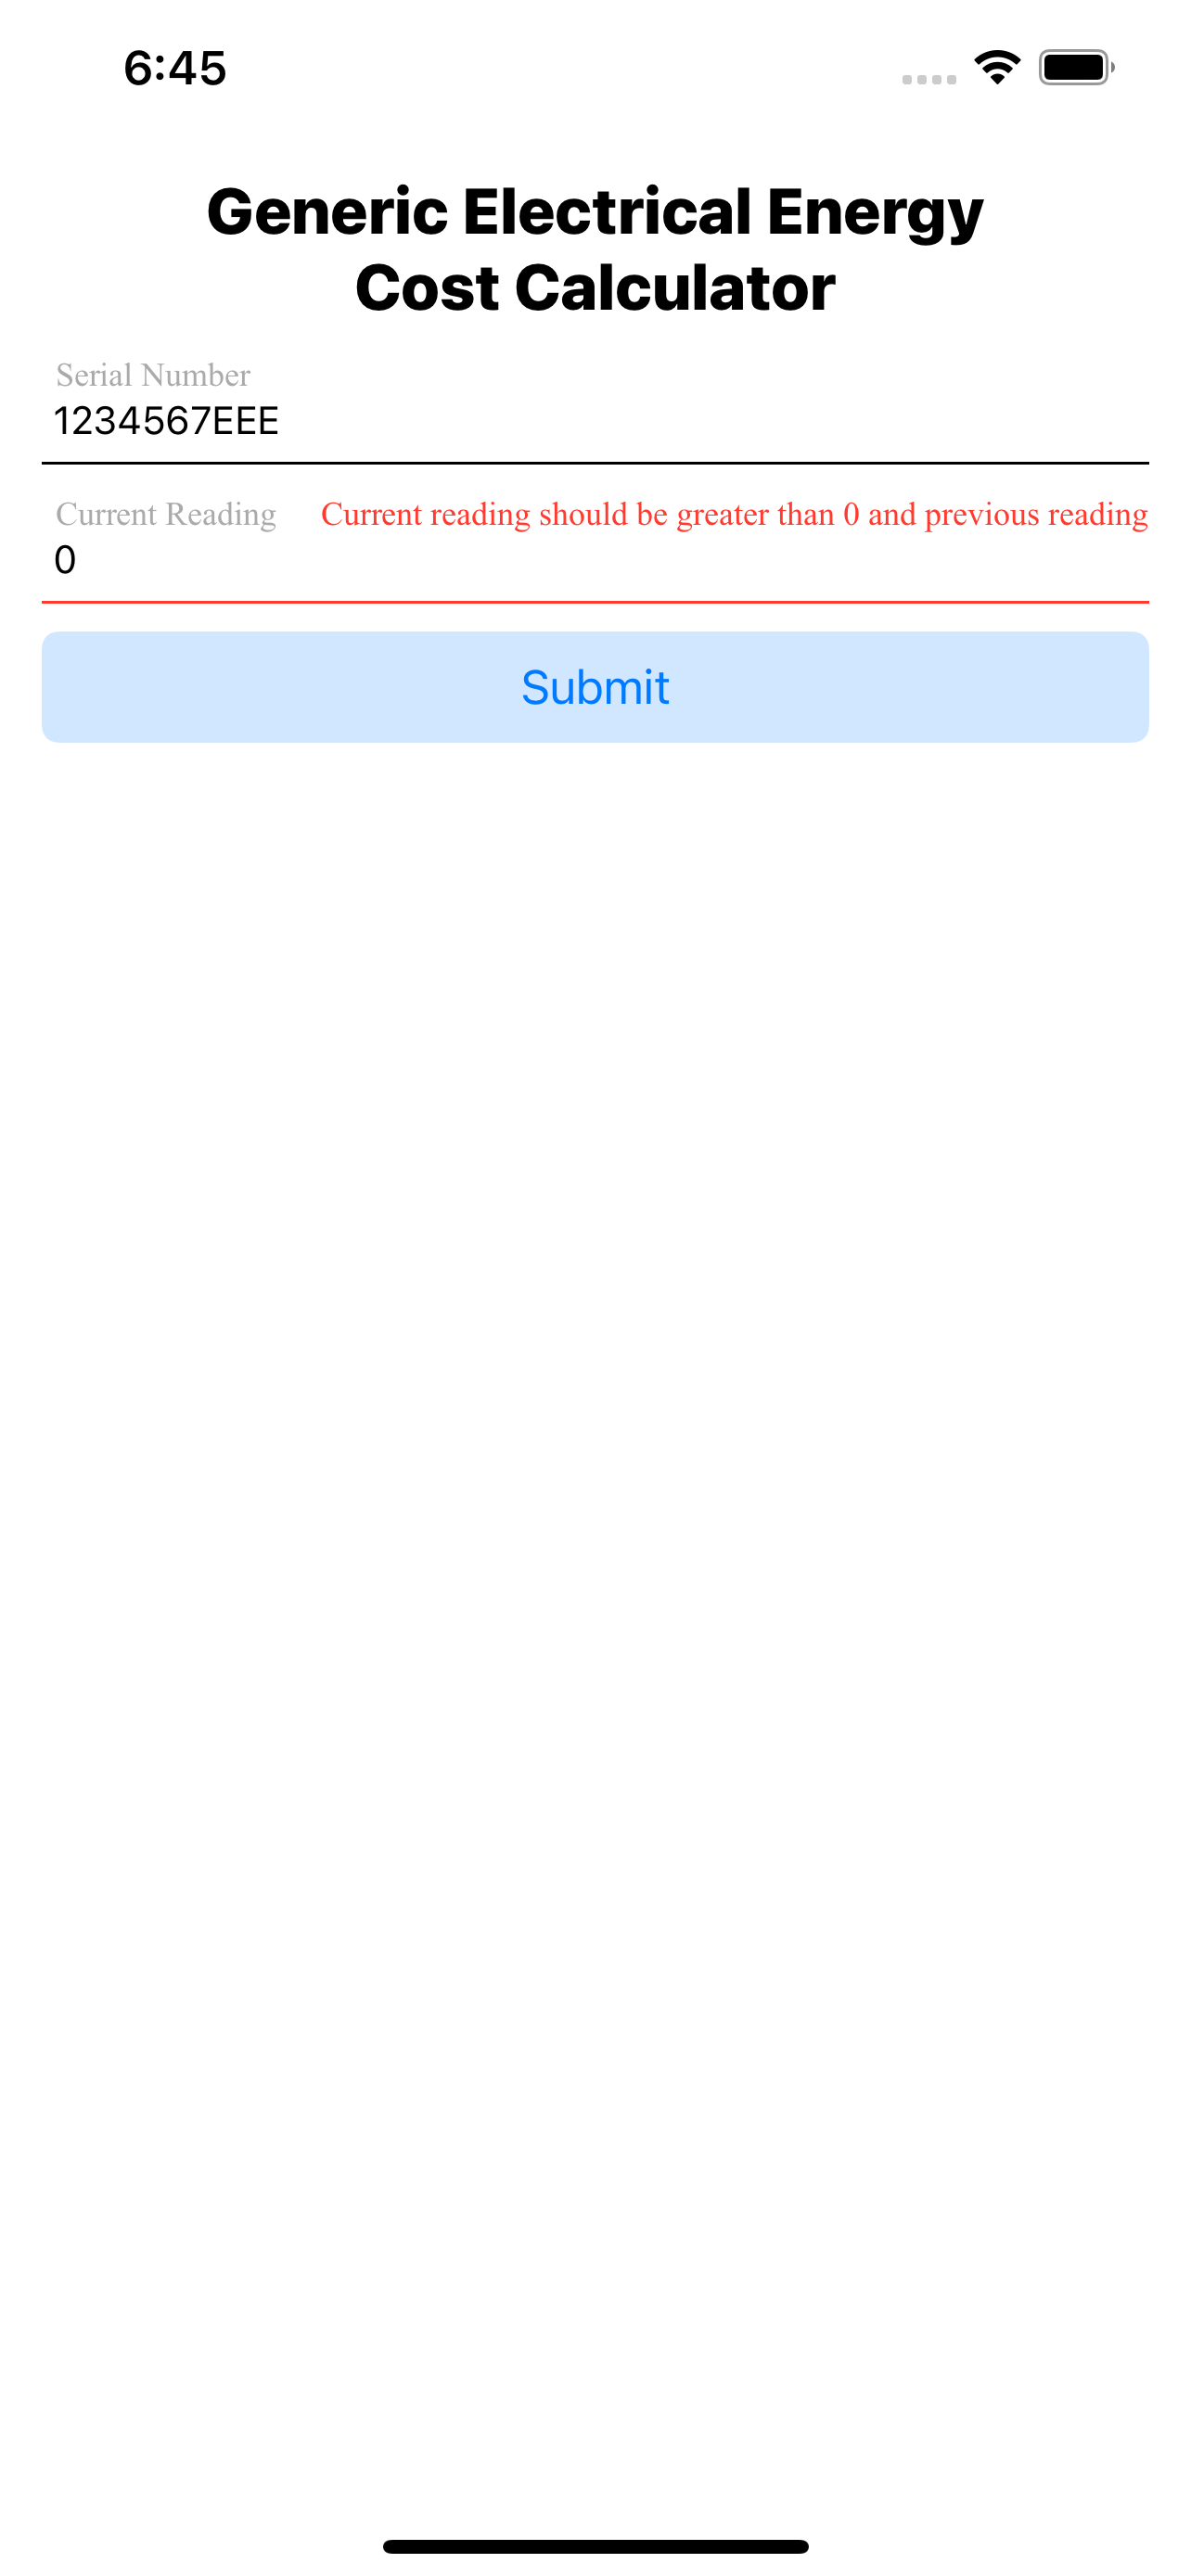 6:45
Generic Electrical Energy
Cost Calculator
Serial Number
1234567EEE
Current Reading Current reading should be greater than 0 and previous reading
0
Submit